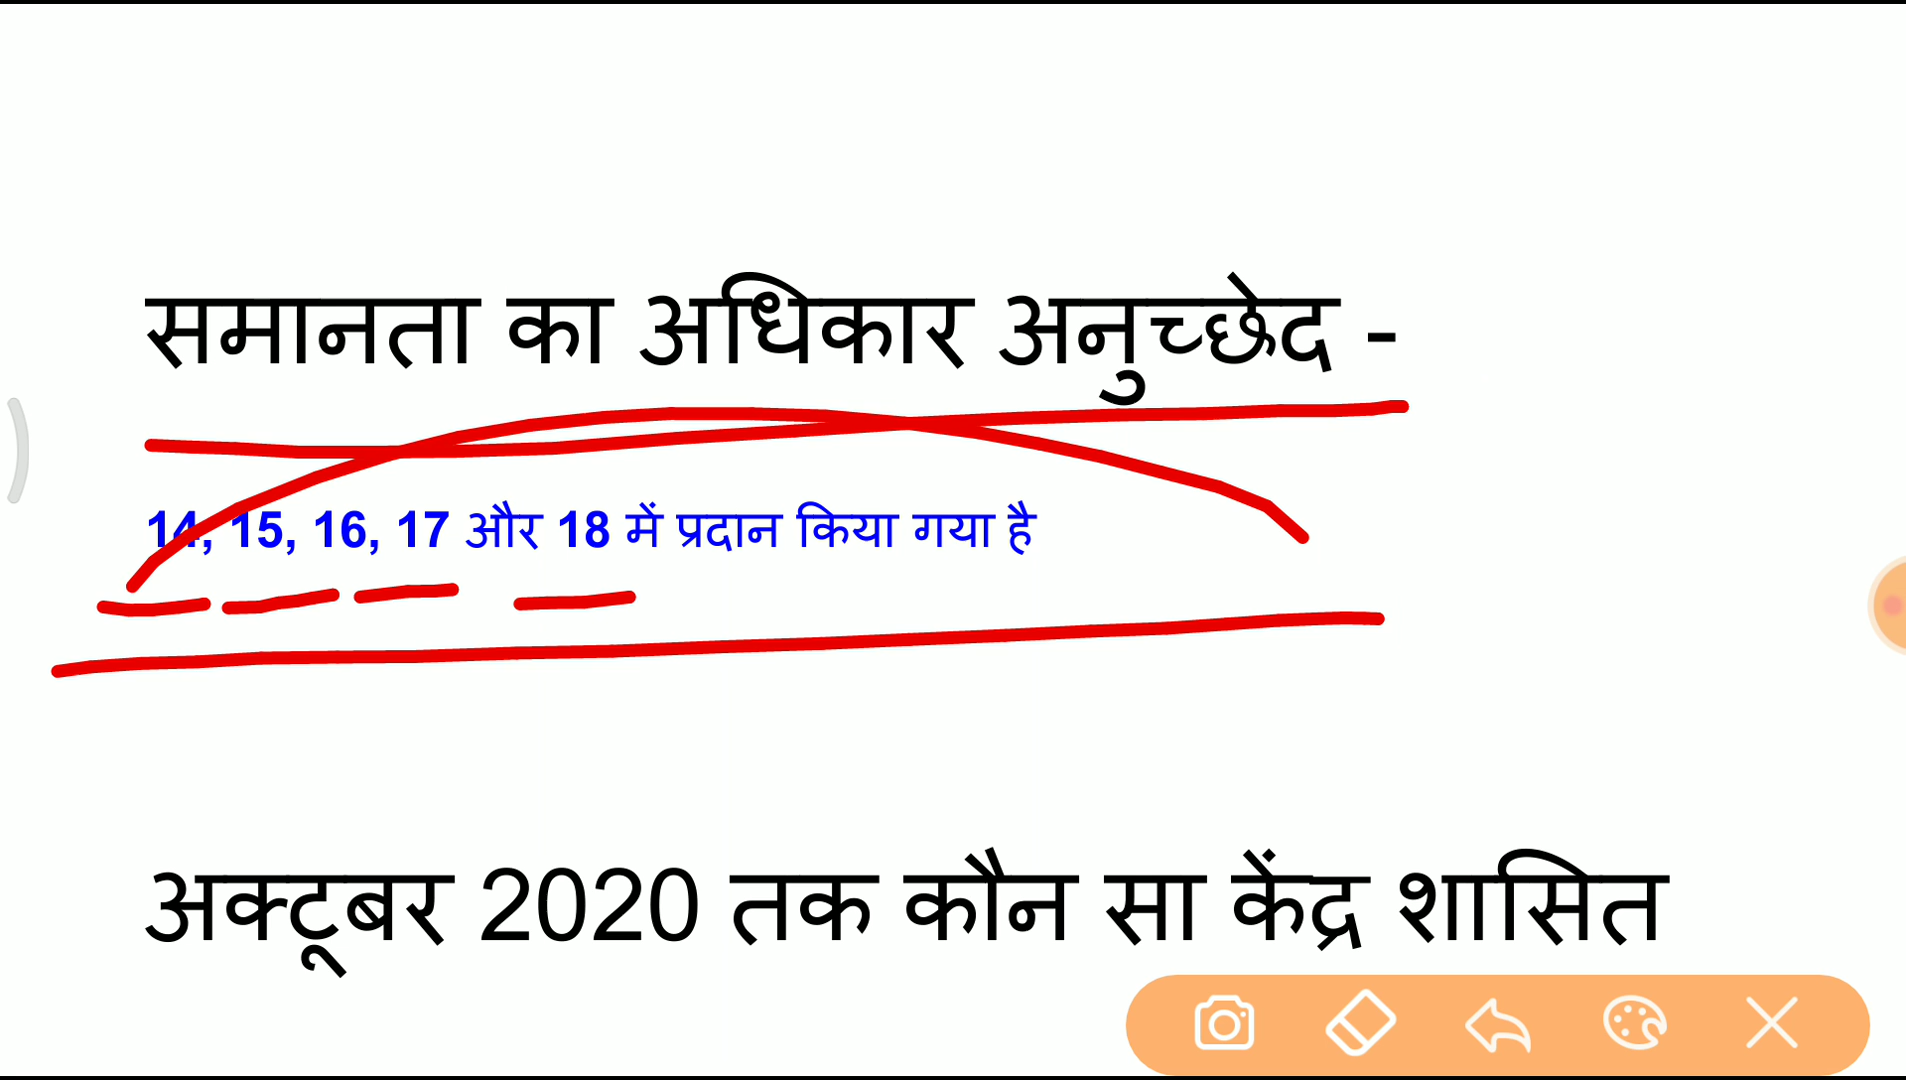 समानता का अधिकार अनुच्छेद -
14, 15, 16, 17 और 18 में प्रदान किया गया है
अक्टूबर 2020 तक कौन सा केंद्र शासित